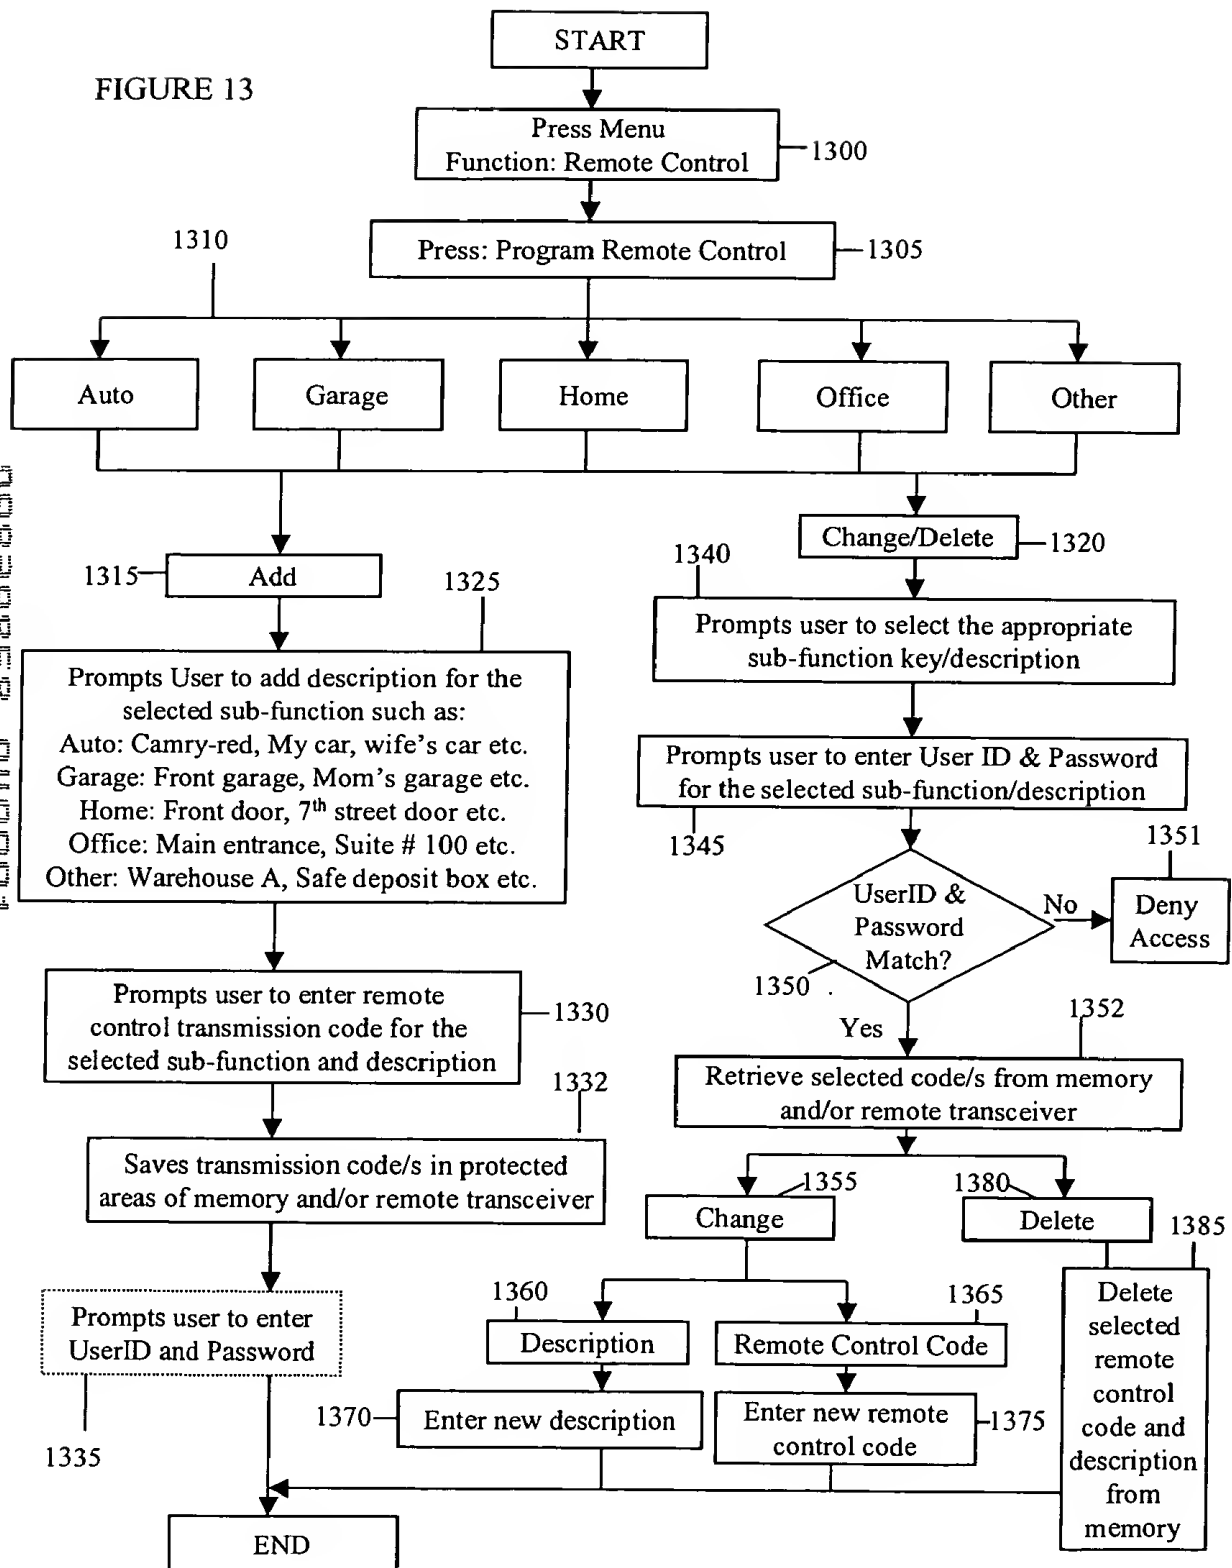 START
FIGURE 13
Press Menu
Function: Remote Control
1300
1310
Press: Program Remote Control
1305
Auto
Garage
Home
Office
Other
Change/Delete
1320
1340
1315
Add
1325
Prompts user to select the appropriate
sub-function key/description
Prompts User to add description for the
selected sub-function such as:
Auto: Camry-red, My car, wife's car etc.
Garage: Front garage, Mom's garage etc.
Home: Front door, 7th street door etc.
Office: Main entrance, Suite # 100 etc.
Other: Warehouse A, Safe deposit box etc.
Prompts user to enter User ID & Password
for the selected sub-function/description
1345
1351
UserID &
Password
Match?
No
Deny
Access
1350
Yes
1352
Prompts user to enter remote
control transmission code for the
selected sub-function and description
1330
1332
Retrieve selected code/s from memory
and/or remote transceiver
Saves transmission code/s in protected
areas of memory and/or remote transceiver
1355
1380
Change
Delete
1385
Prompts user to enter
UserID and Password
1335
1360
1365
Description
Remote Control Code
1370
Enter new description
Enter new remote
control code
1375
Delete
selected
remote
control
code and
description
from
memory
END